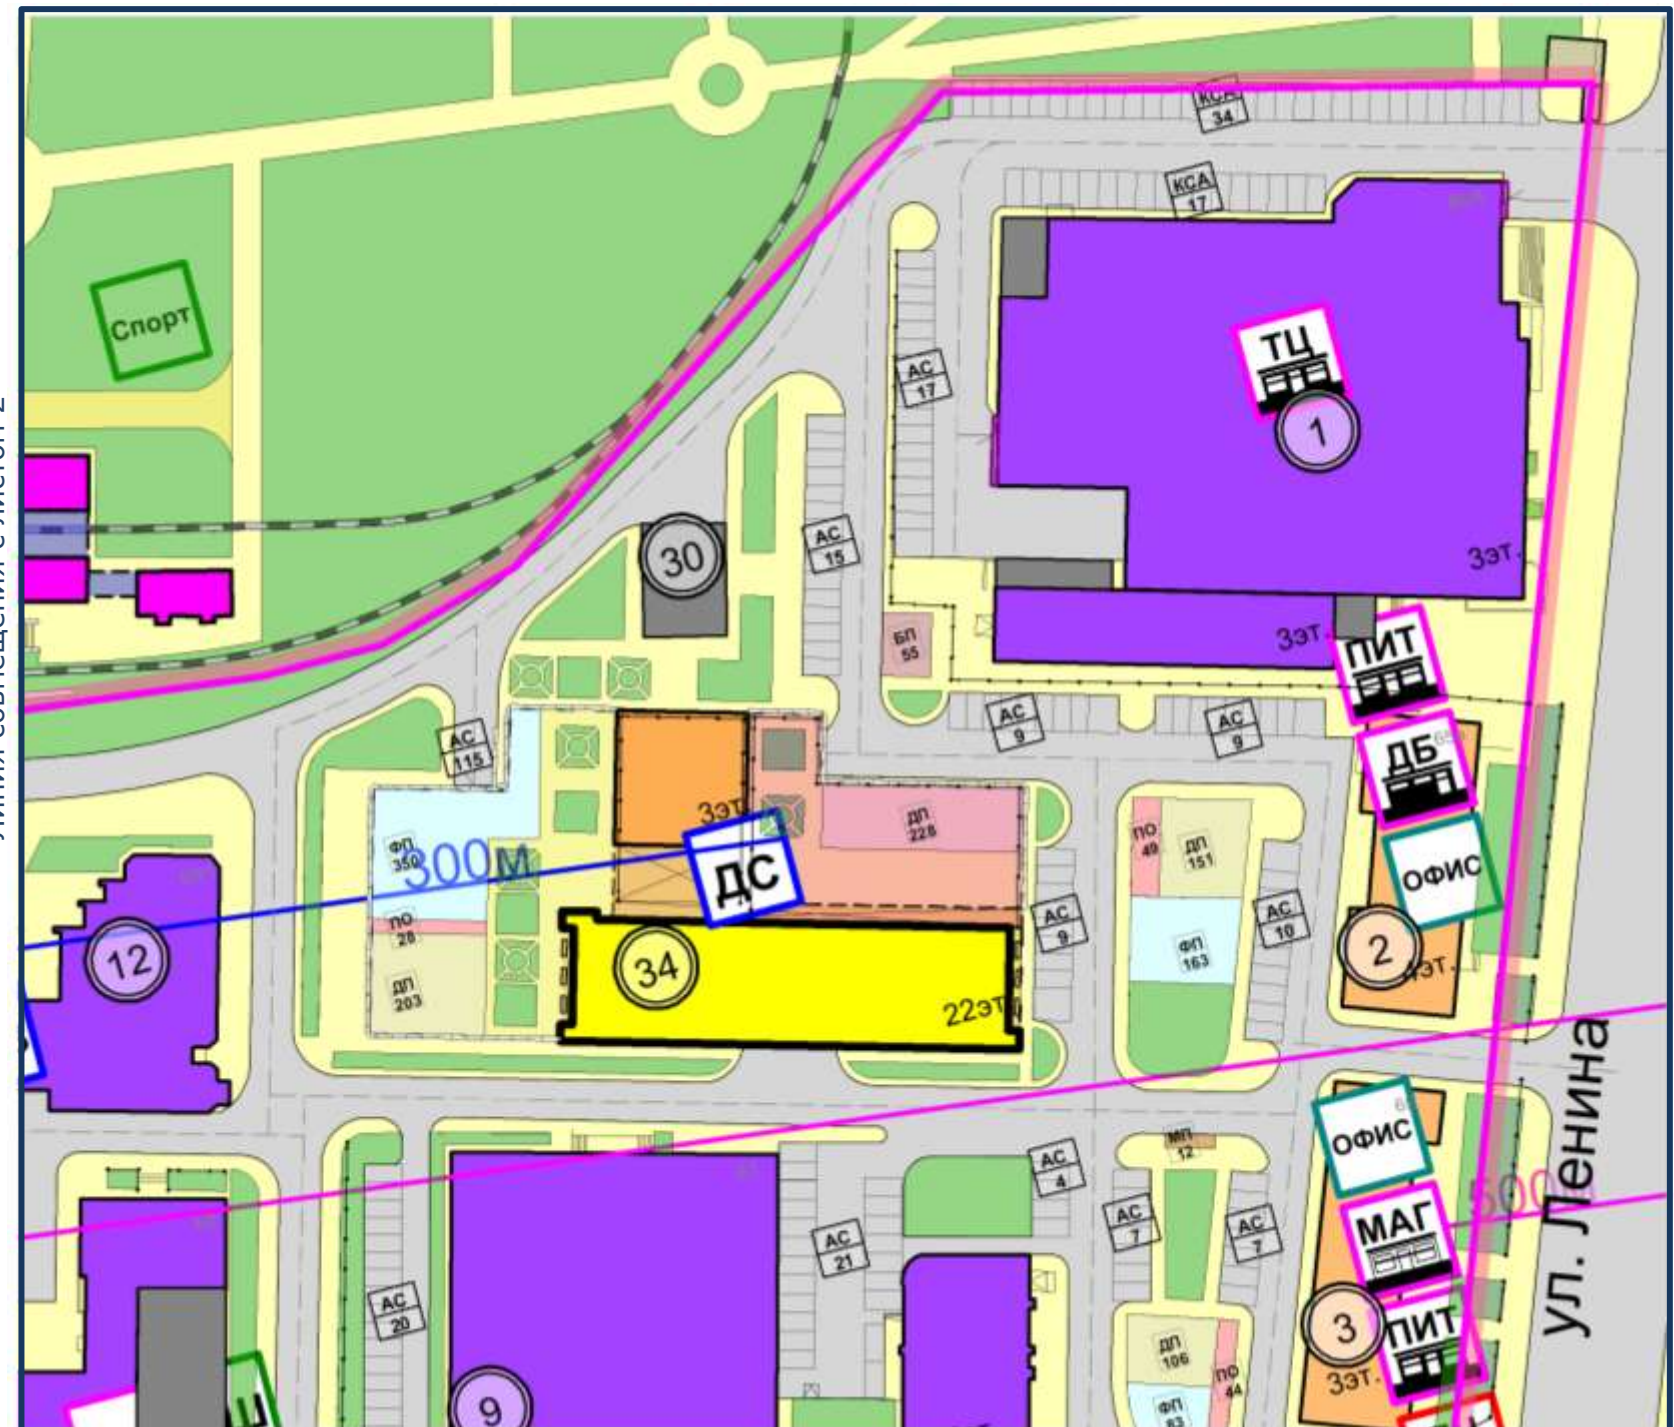 КСА
34
КСА
17
Спорт
ТЦ
1
АС
17
3эт.
АС
15
30
3эт.
БП
55
ПИТ
АС
9
АС
9
АС
115
ДБ
3эт.
ДП
228
ПО
49
ДП
151
ФП
350
300м
ДС
ОФИС
АС
9
АС
10
ПО
28
12
34
2
4эт.
ФП
163
ДП
203
22эт.
ул. Ленина
ОФИС
МП
12
АС
4
МАГ
АС
7
АС
7
АС
21
АС
20
3
ПИТ
ДП
106
ПО
44
3эт.
9
ФП
83